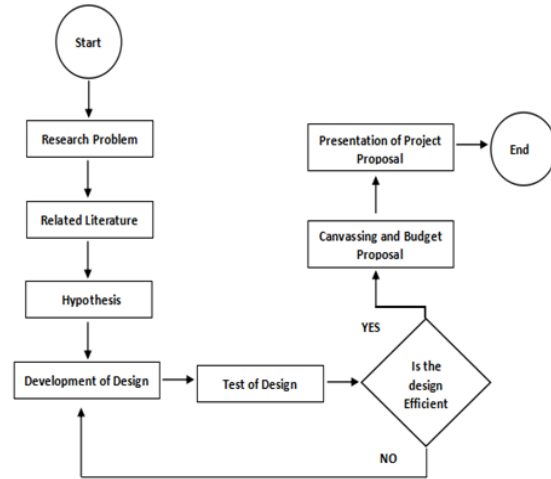 Start
Research Problem
Related Literature
Hypothesis
Development of Design
Test of Design
Is the
design
Efficient
YES
NO
Canvassing and Budget
Proposal
Presentation of Project
Proposal
End